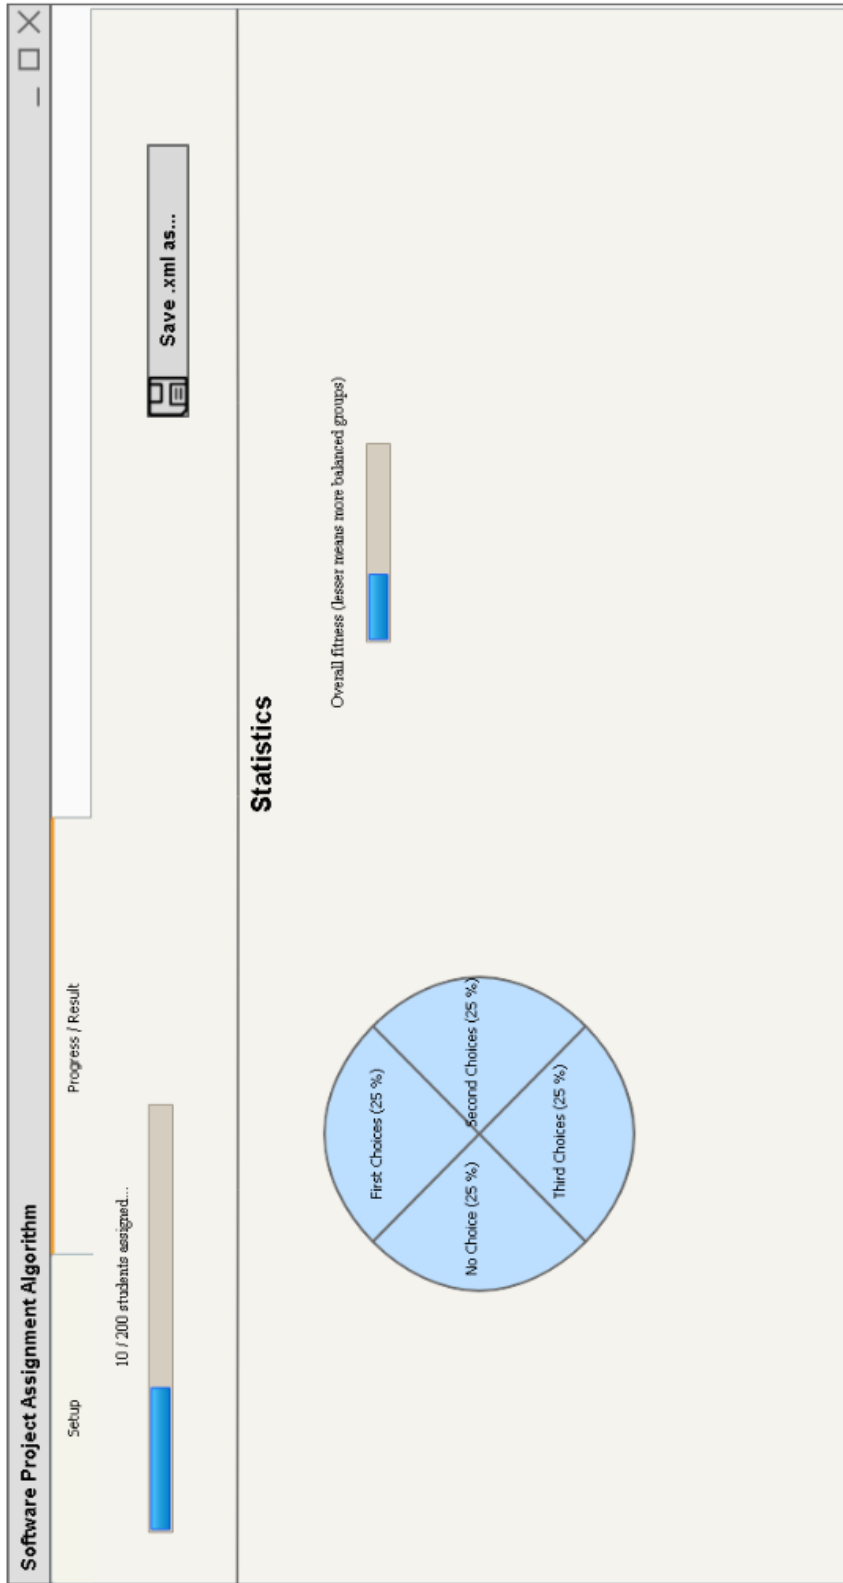 Software Project Assignment Algorithm
Setup
Progress / Result
10 / 200 students assigned...
Save .xml as...
Statistics
Overall fitness (lesser means more balanced groups)
First Choices (25 %)
No Choice (25 %)
Second Choices (25 %)
Third Choices (25 %)